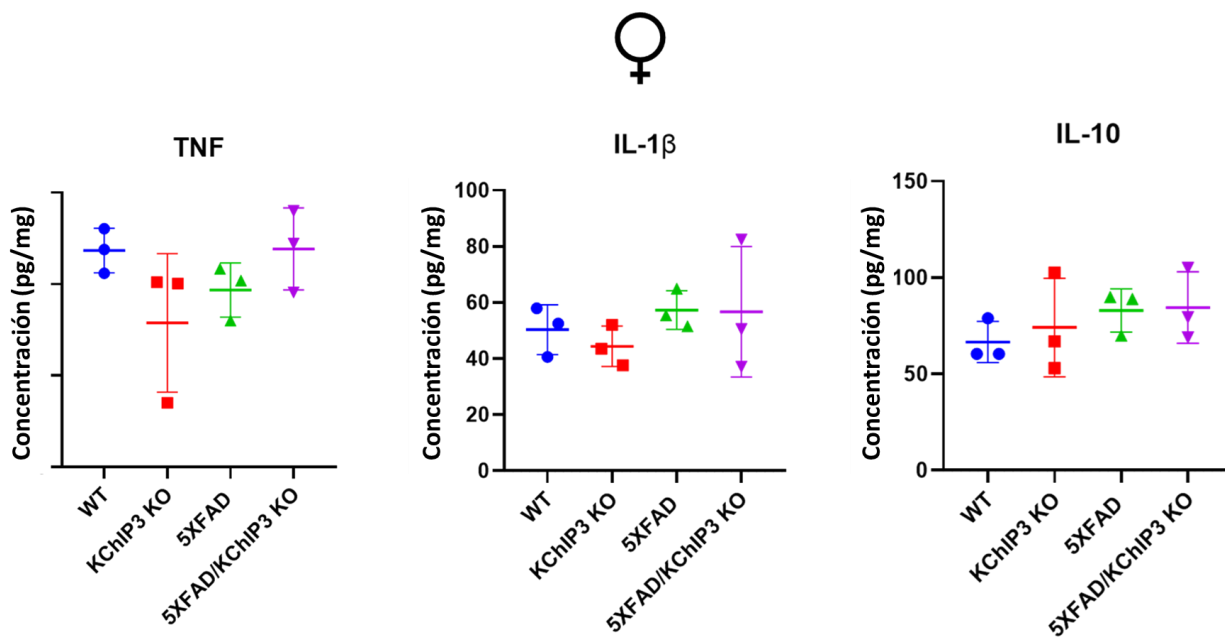 TNF
Concentración (pg/mg)
WT
KChIP3 KO
5XFAD
5XFAD/KChIP3 KO
IL-1β
Concentración (pg/mg)
100
80
60
40
20
0
WT
KChIP3 KO
5XFAD
5XFAD/KChIP3 KO
IL-10
Concentración (pg/mg)
150
100
50
0
WT
KChIP3 KO
5XFAD
5XFAD/KChIP3 KO